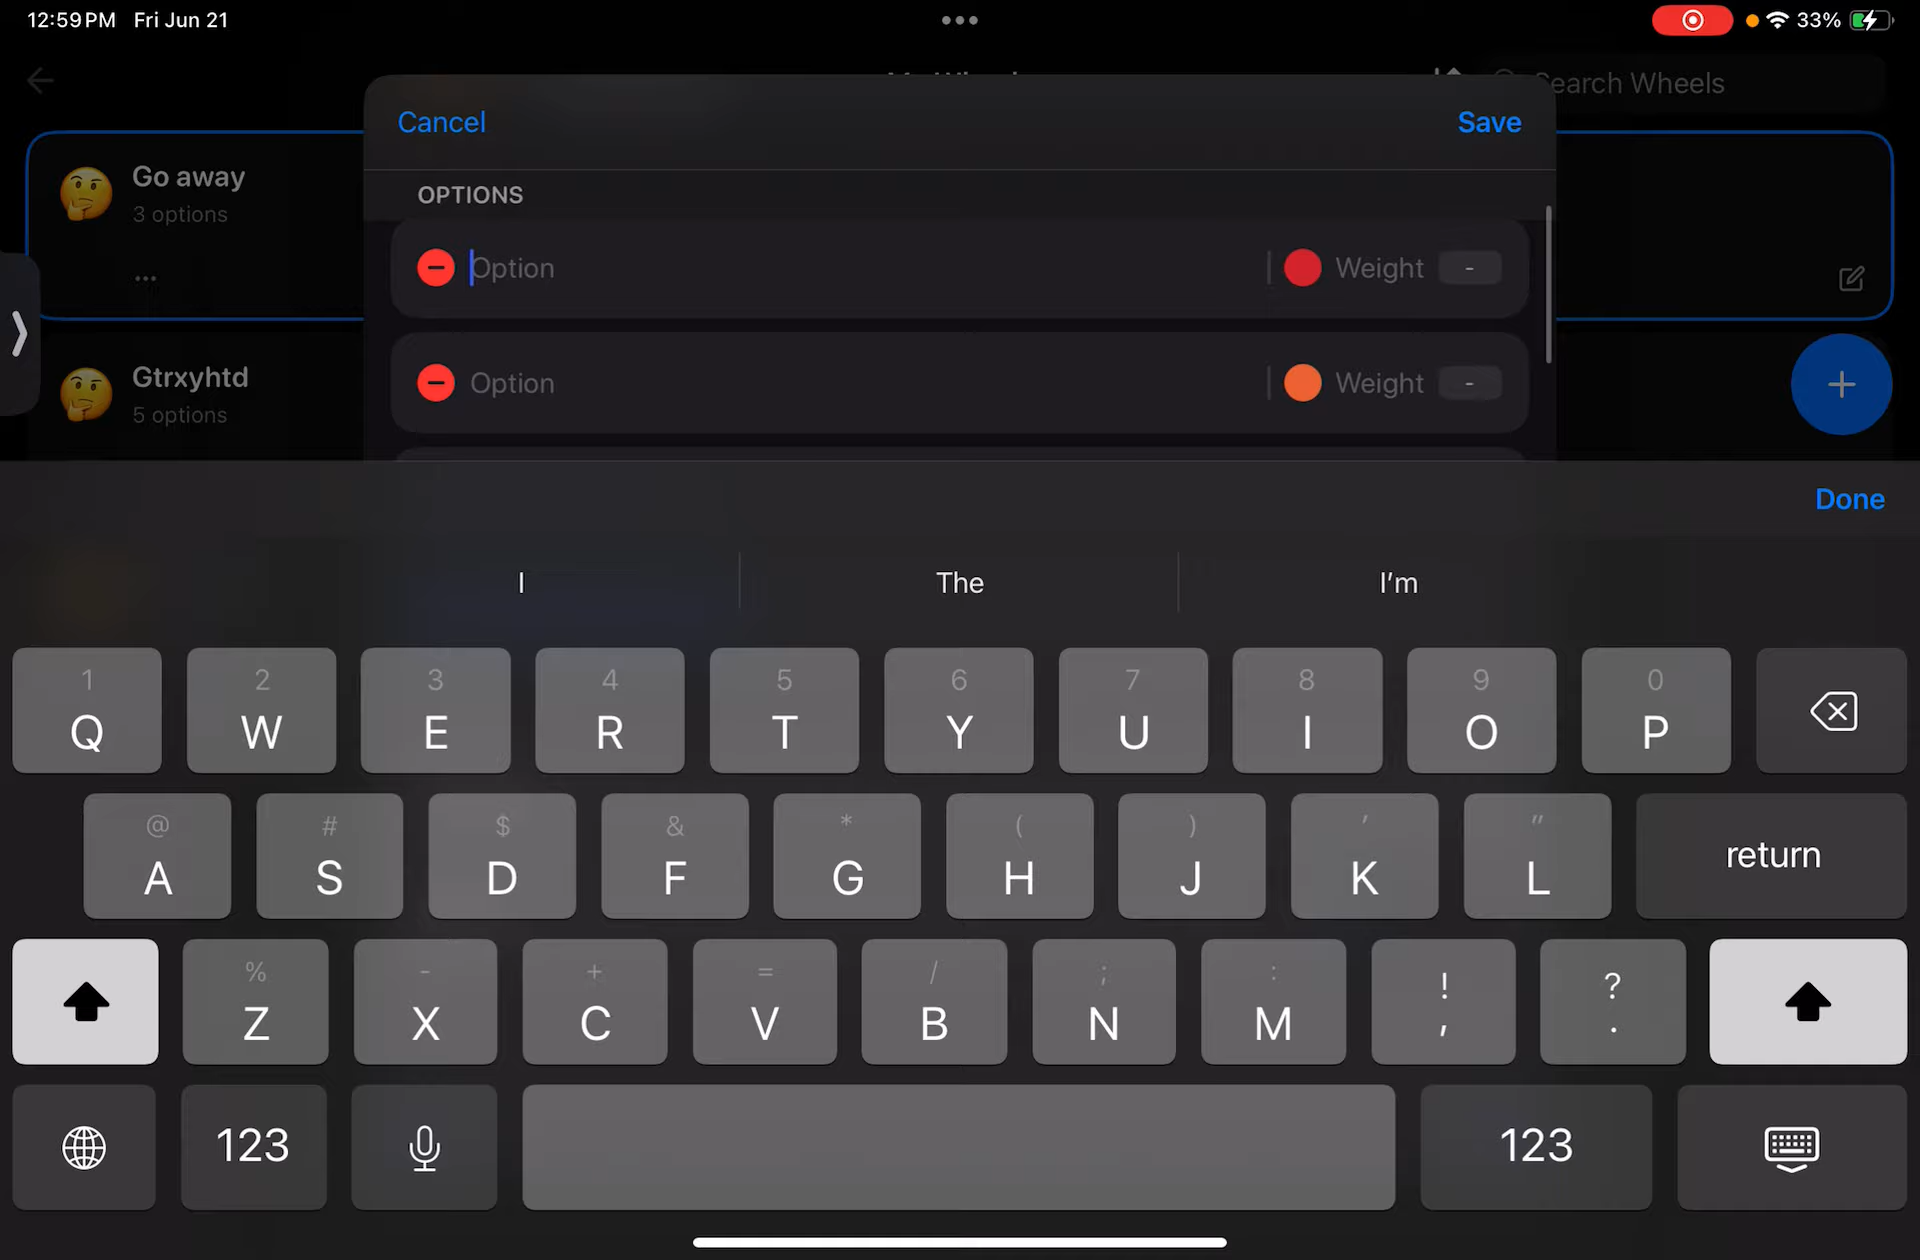 12:59 PM Fri Jun 21
33%
Search Wheels
Cancel
Save
Go away
3 options
OPTIONS
Option
Weight -
Option
Weight -
Gtrxyhtd
5 options
Done
I The I'm
1 2 3 4 5 6 7 8 9 0
Q W E R T Y U I O P
@ # $ & * ( ) ' "
A S D F G H J K L return
% - + = / ; : ! ?
Z X C V B N M , .
123 123